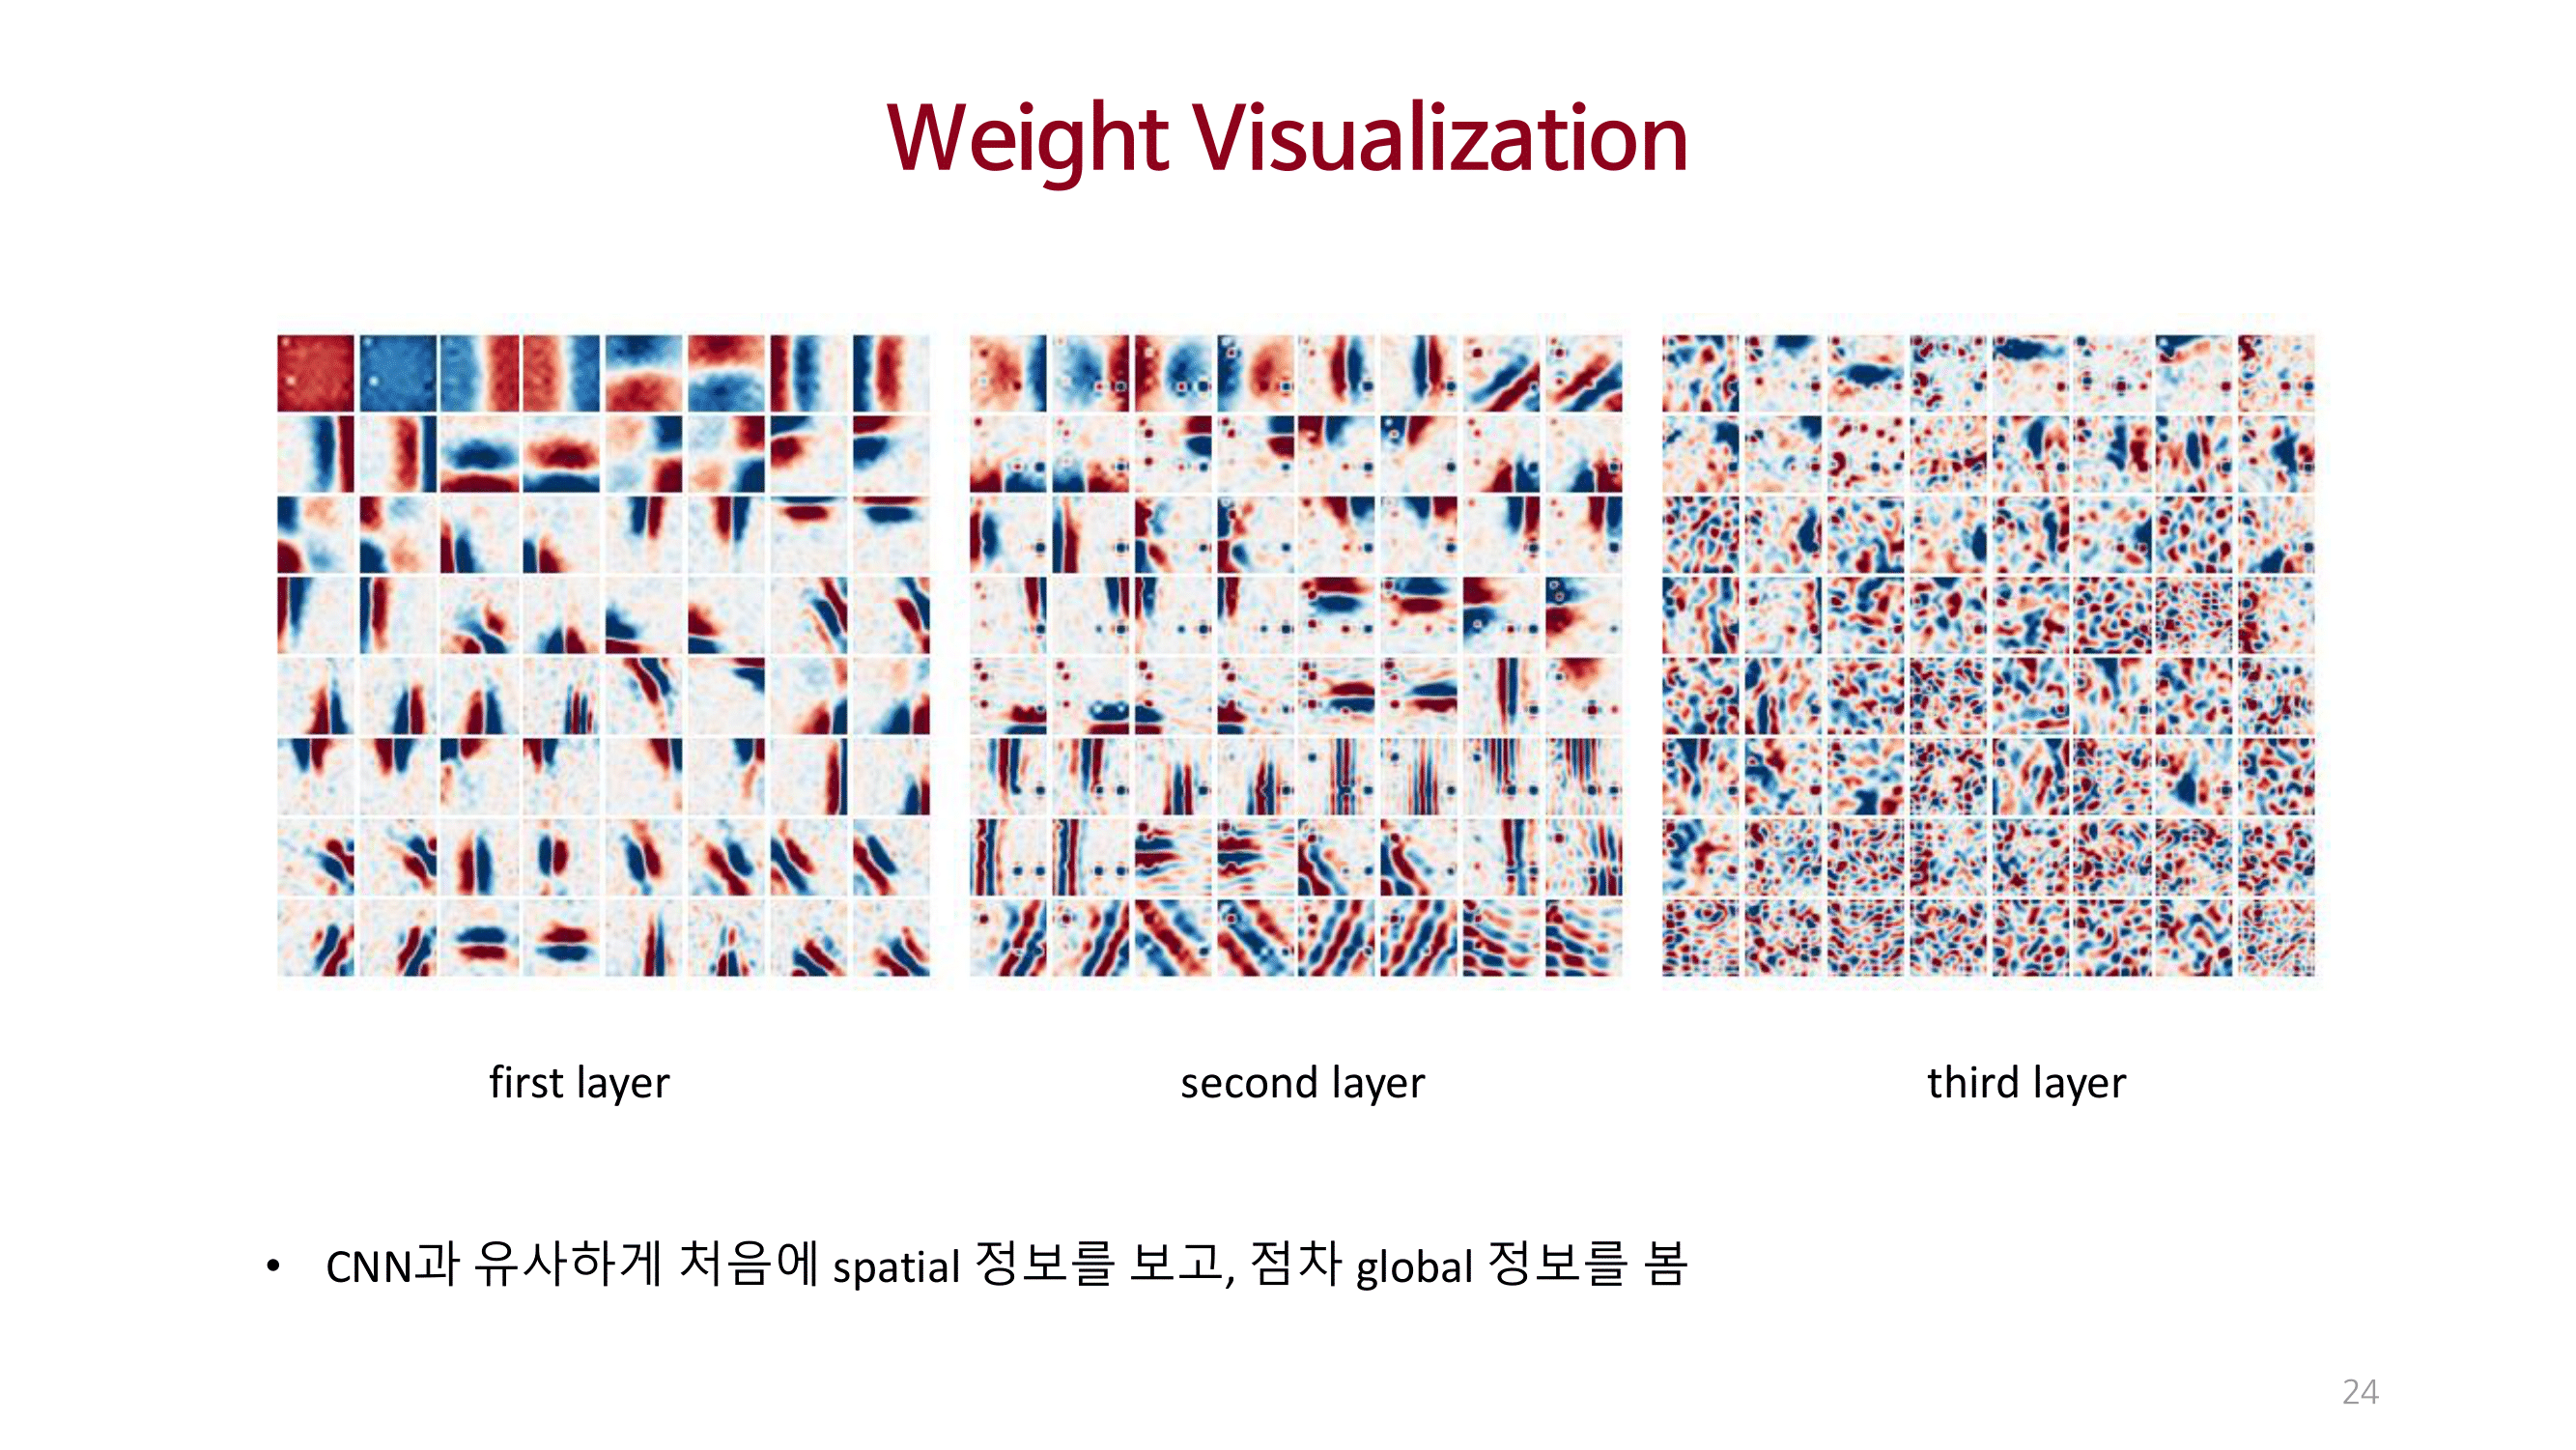 Weight Visualization
first layer
second layer
third layer
• CNN과 유사하게 처음에 spatial 정보를 보고, 점차 global 정보를 봄
24